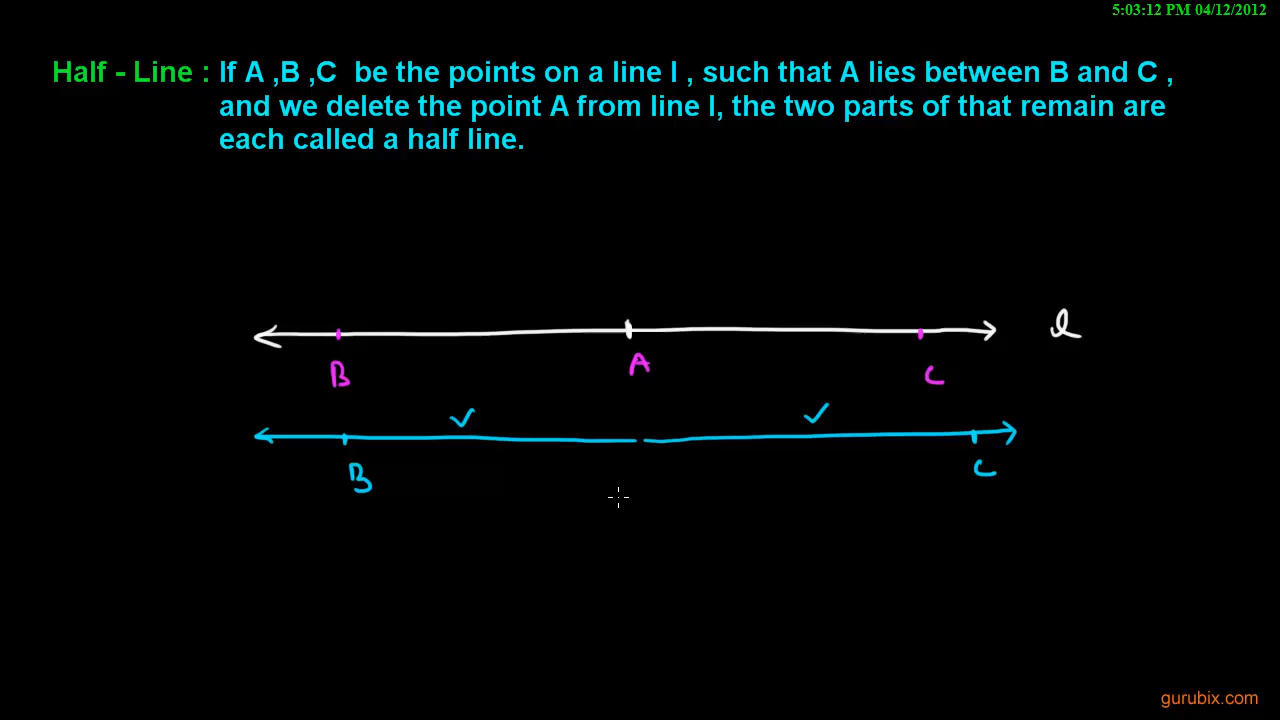 5:03:12 PM 04/12/2012
Half - Line : If A ,B ,C be the points on a line l , such that A lies between B and C ,
and we delete the point A from line l, the two parts of that remain are
each called a half line.
l
B A C
B C
gurubix.com